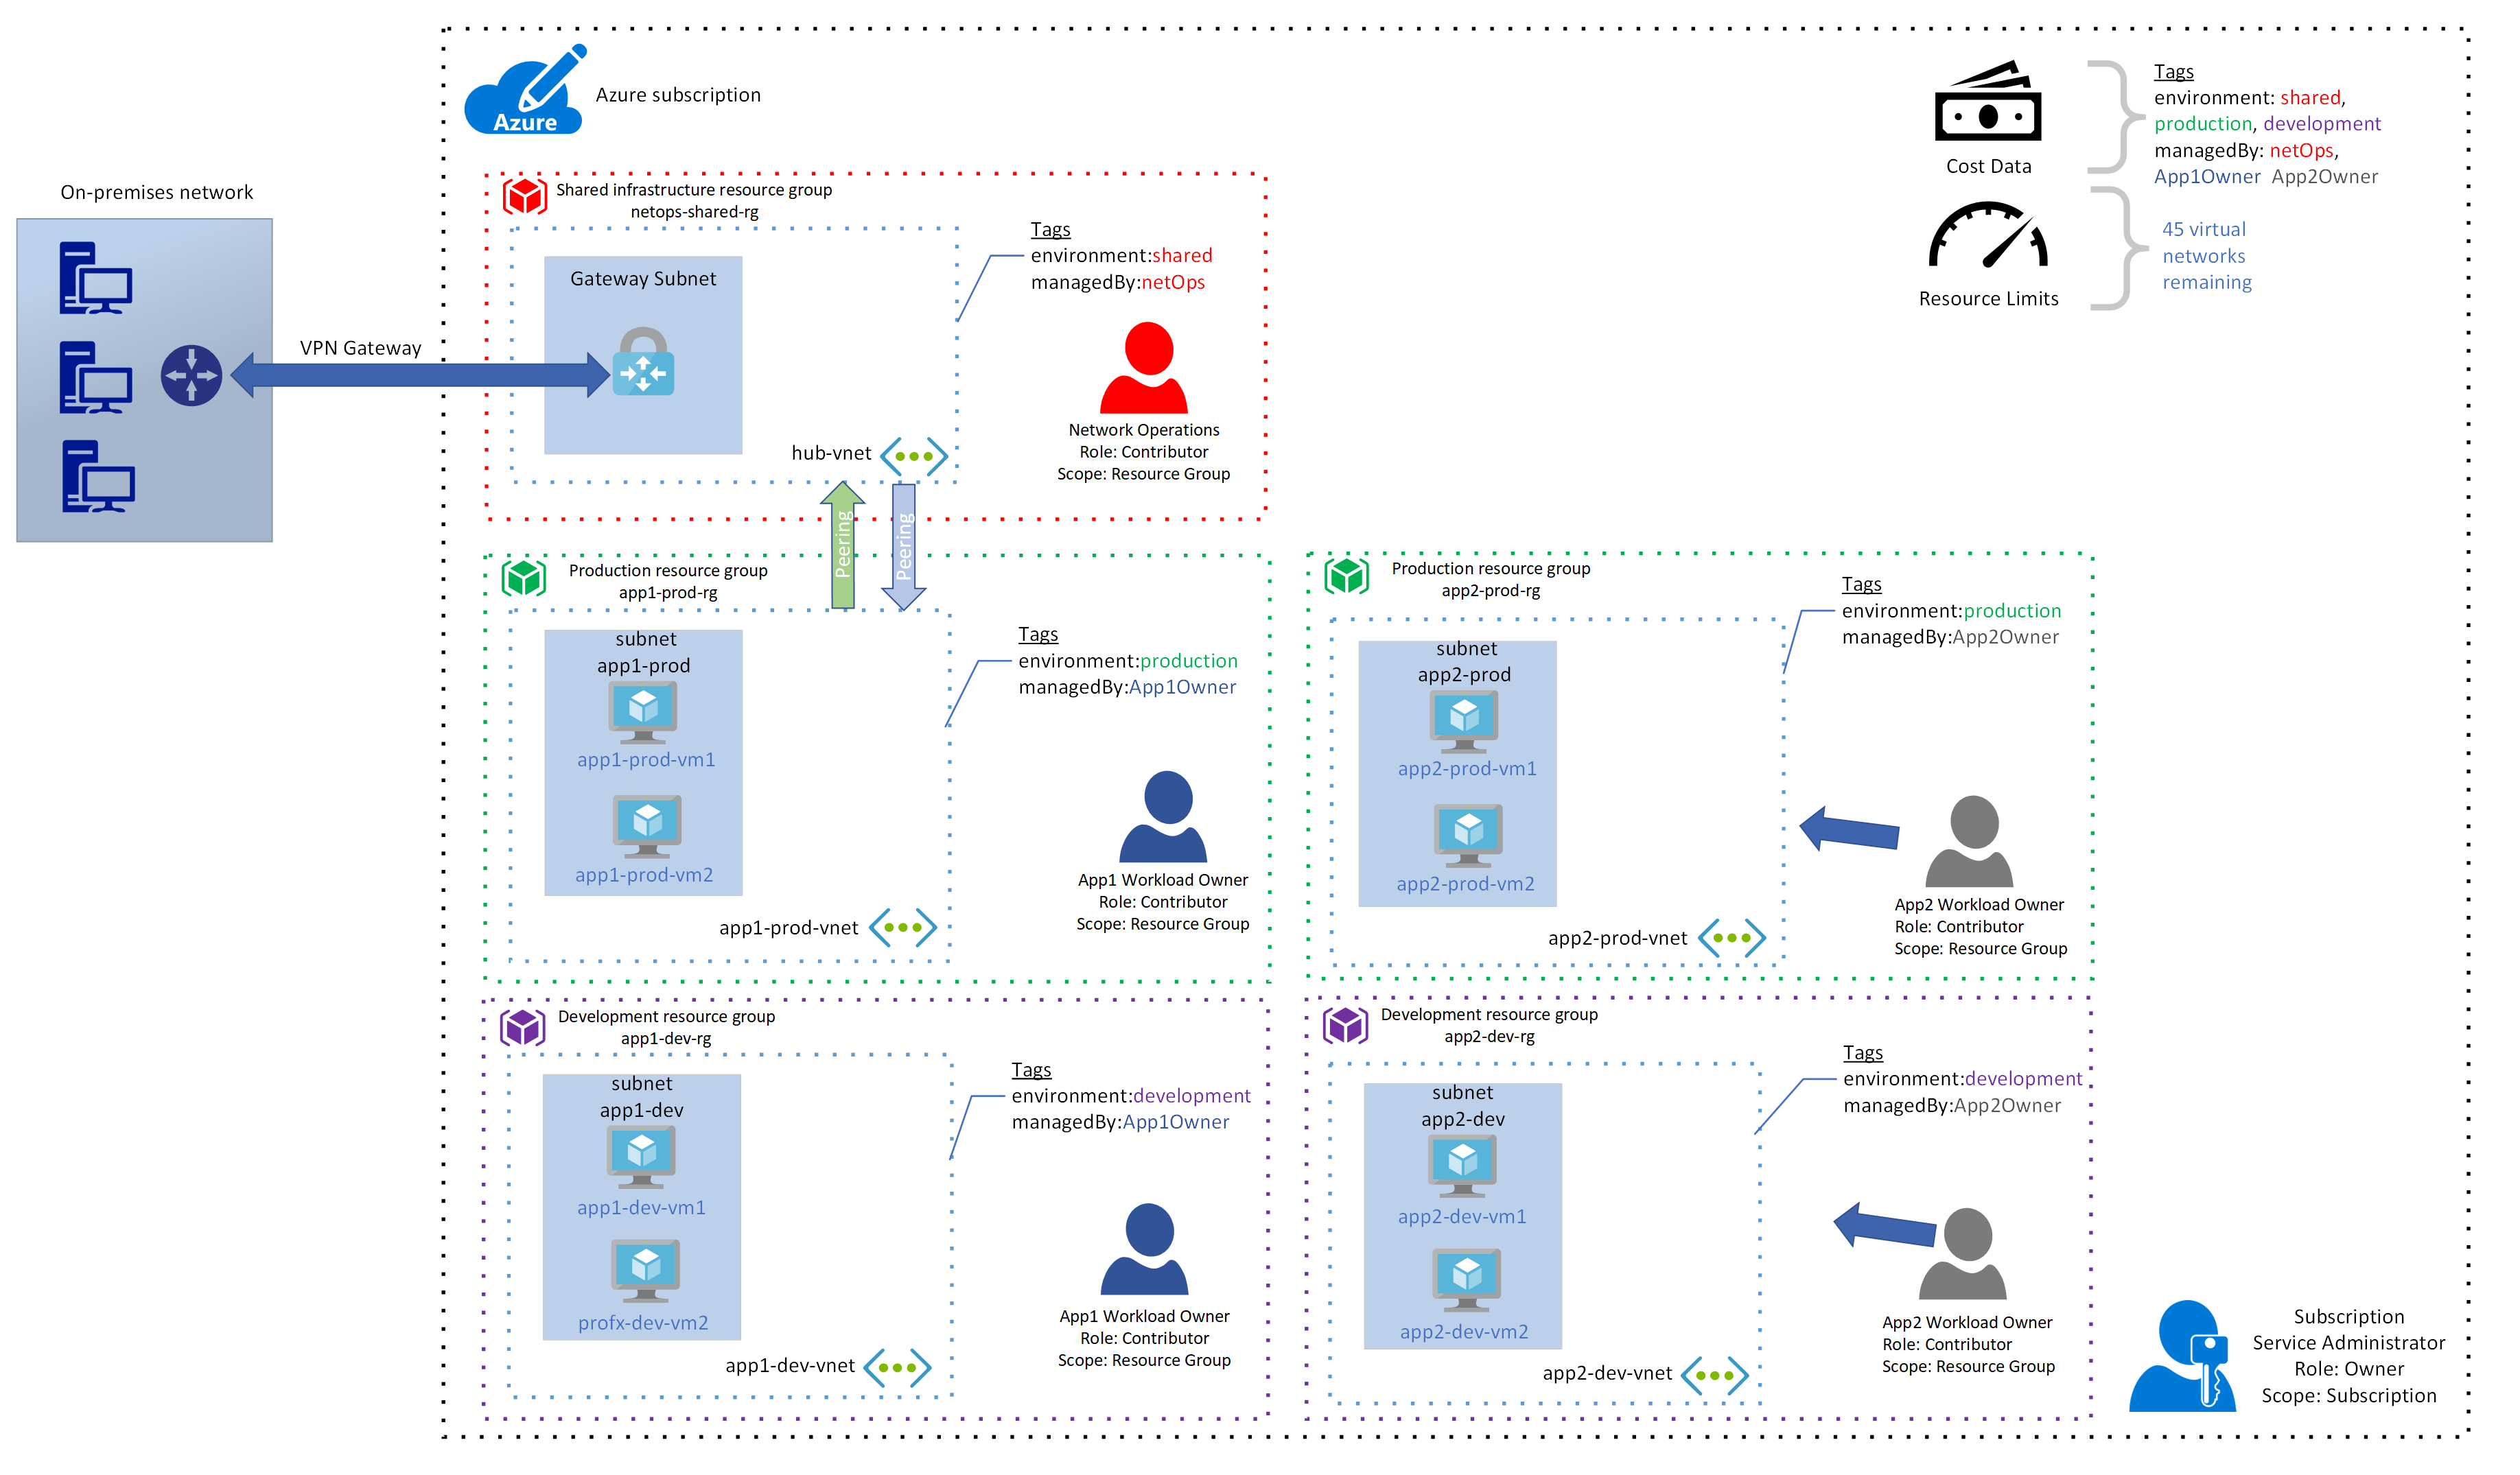 Azure
Azure subscription
Cost Data
Tags
environment: shared,
production, development
managedBy: netOps,
App1Owner App2Owner
Resource Limits
45 virtual
networks
remaining
On-premises network
VPN Gateway
Shared infrastructure resource group
netops-shared-rg
Gateway Subnet
hub-vnet
Tags
environment:shared
managedBy:netOps
Network Operations
Role: Contributor
Scope: Resource Group
Peering
Peering
Production resource group
app1-prod-rg
subnet
app1-prod
app1-prod-vm1
app1-prod-vm2
app1-prod-vnet
Tags
environment:production
managedBy:App1Owner
App1 Workload Owner
Role: Contributor
Scope: Resource Group
Production resource group
app2-prod-rg
subnet
app2-prod
app2-prod-vm1
app2-prod-vm2
app2-prod-vnet
Tags
environment:production
managedBy:App2Owner
App2 Workload Owner
Role: Contributor
Scope: Resource Group
Development resource group
app1-dev-rg
subnet
app1-dev
app1-dev-vm1
profx-dev-vm2
app1-dev-vnet
Tags
environment:development
managedBy:App1Owner
App1 Workload Owner
Role: Contributor
Scope: Resource Group
Development resource group
app2-dev-rg
subnet
app2-dev
app2-dev-vm1
app2-dev-vm2
app2-dev-vnet
Tags
environment:development
managedBy:App2Owner
App2 Workload Owner
Role: Contributor
Scope: Resource Group
Subscription
Service Administrator
Role: Owner
Scope: Subscription